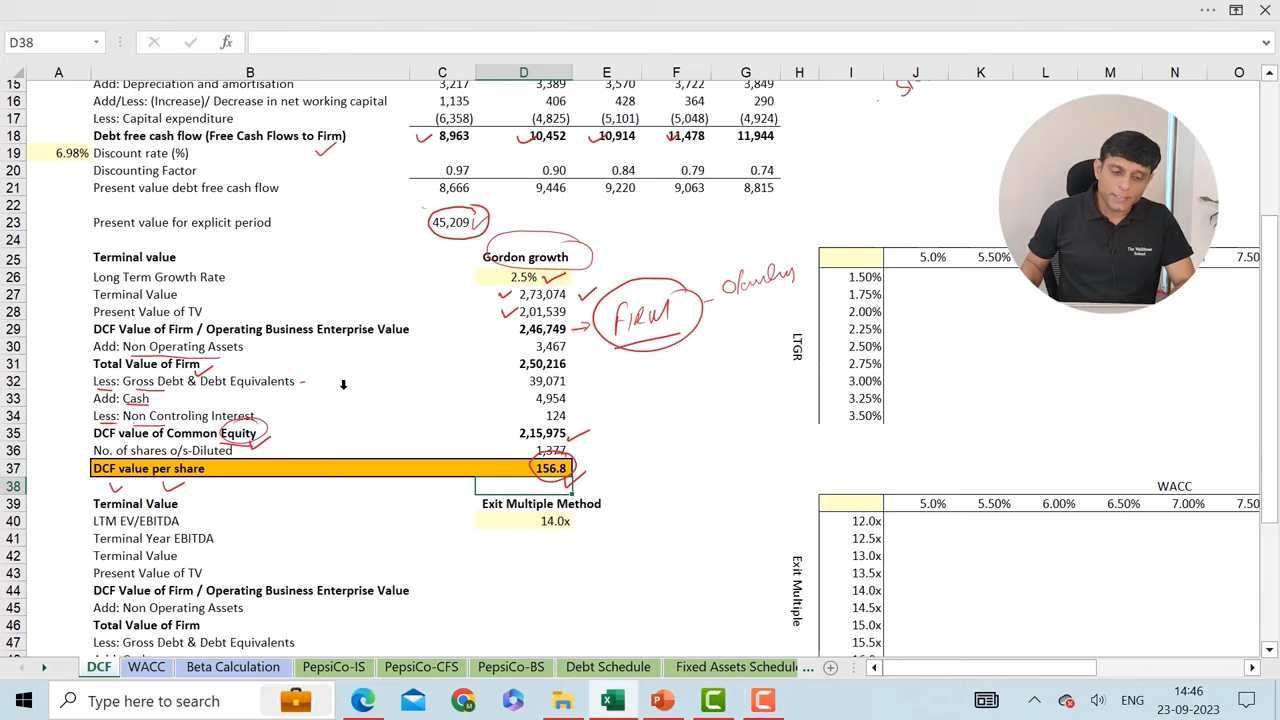 D38
fx
A B C D E F G H I J K L M N O
15 Add: Depreciation and amortisation 3,217 3,389 3,570 3,722 3,849
16 Add/Less: (Increase)/ Decrease in net working capital 1,135 406 428 364 290
17 Less: Capital expenditure (6,358) (4,825) (5,101) (5,048) (4,924)
18 Debt free cash flow (Free Cash Flows to Firm) 8,963 10,452 10,914 11,478 11,944
19 6.98% Discount rate (%)
20 Discounting Factor 0.97 0.90 0.84 0.79 0.74
21 Present value debt free cash flow 8,666 9,446 9,220 9,063 8,815
22
23 Present value for explicit period 45,209
24
25 Terminal value Gordon growth 5.0% 5.50% 7.50
26 Long Term Growth Rate 2.5% 1.50%
27 Terminal Value 2,73,074 1.75%
28 Present Value of TV 2,01,539 FIRM 2.00%
29 DCF Value of Firm / Operating Business Enterprise Value 2,46,749 2.25%
30 Add: Non Operating Assets 3,467 LTGR 2.50%
31 Total Value of Firm 2,50,216 2.75%
32 Less: Gross Debt & Debt Equivalents 39,071 3.00%
33 Add: Cash 4,954 3.25%
34 Less: Non Controling Interest 124 3.50%
35 DCF value of Common Equity 2,15,975
36 No. of shares o/s-Diluted 1,377
37 DCF value per share 156.8
38 WACC
39 Terminal Value Exit Multiple Method 5.0% 5.50% 6.00% 6.50% 7.00% 7.50
40 LTM EV/EBITDA 14.0x 12.0x
41 Terminal Year EBITDA 12.5x
42 Terminal Value 13.0x
43 Present Value of TV 13.5x
44 DCF Value of Firm / Operating Business Enterprise Value Exit Multiple 14.0x
45 Add: Non Operating Assets 14.5x
46 Total Value of Firm 15.0x
47 Less: Gross Debt & Debt Equivalents 15.5x
The WallStreet School
DCF WACC Beta Calculation PepsiCo-IS PepsiCo-CFS PepsiCo-BS Debt Schedule Fixed Assets Schedule ...
Type here to search
ENG
14:46
23-09-2023